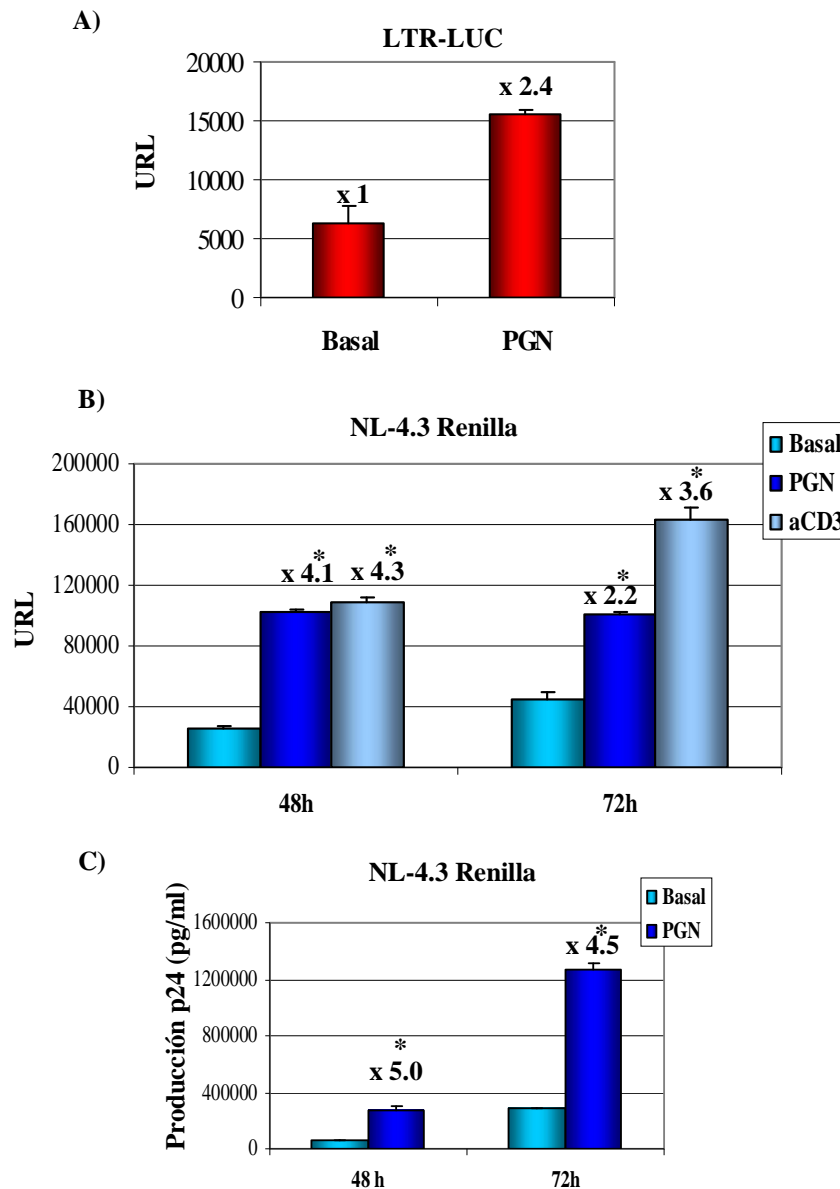 A)
LTR-LUC
URL
20000
15000
10000
5000
0
x 1
x 2.4
Basal
PGN
B)
NL-4.3 Renilla
URL
200000
160000
120000
80000
40000
0
*
x 4.1
*
x 4.3
*
x 2.2
*
x 3.6
48h
72h
Basal
PGN
aCD3
C)
NL-4.3 Renilla
Producción p24 (pg/ml)
1600000
1200000
800000
400000
0
*
x 5.0
*
x 4.5
48 h
72h
Basal
PGN